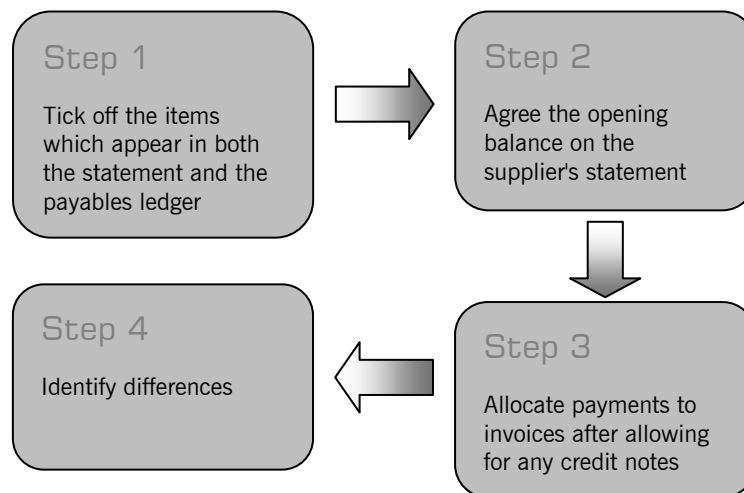 Step 1
Tick off the items
which appear in both
the statement and the
payables ledger
Step 2
Agree the opening
balance on the
supplier's statement
Step 3
Allocate payments to
invoices after allowing
for any credit notes
Step 4
Identify differences